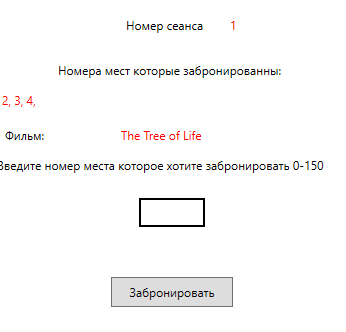 Номер сеанса 1
Номера мест которые забронированны:
2, 3, 4,
Фильм: The Tree of Life
Введите номер места которое хотите забронировать 0-150
Забронировать